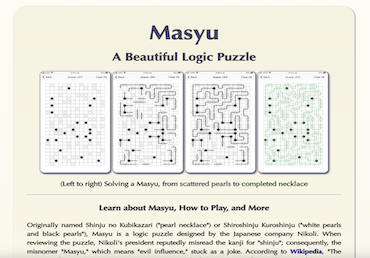 Masyu
A Beautiful Logic Puzzle
(Left to right) Solving a Masyu, from scattered pearls to completed necklace
Learn about Masyu, How to Play, and More
Originally named Shinju no Kubikazari ("pearl necklace") or Shiroshinju Kuroshinju ("white pearls
and black pearls"), Masyu is a logic puzzle designed by the Japanese company Nikoli. When
reviewing the puzzle, Nikoli's president reputedly misread the kanji for "shinju"; consequently, the
misnomer "Masyu," which means "evil influence," stuck as a joke. According to Wikipedia, "The